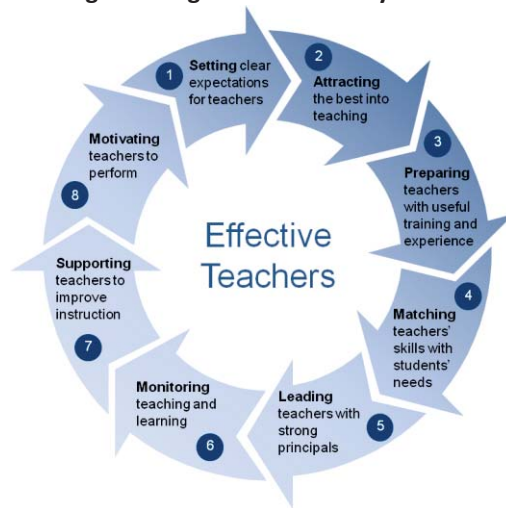 1
Setting clear
expectations
for teachers
2
Attracting
the best into
teaching
3
Preparing
teachers
with useful
training and
experience
4
Matching
teachers'
skills with
students'
needs
5
Leading
teachers with
strong
principals
6
Monitoring
teaching and
learning
7
Supporting
teachers to
improve
instruction
8
Motivating
teachers to
perform
Effective
Teachers